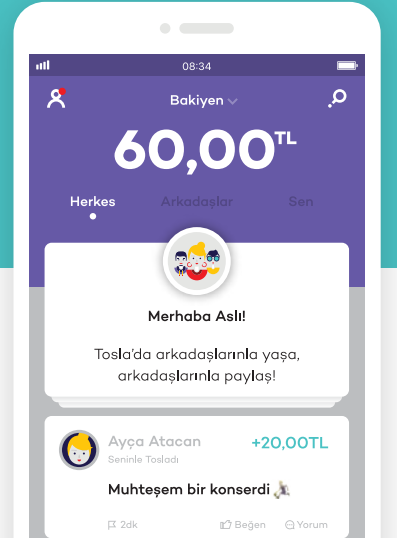 08:34
Bakiyen
60,00TL
Herkes Arkadaşlar Sen
Merhaba Aslı!
Tosla'da arkadaşlarınla yaşa,
arkadaşlarınla paylaş!
Ayça Atacan +20,00TL
Seninle Tosladı
Muhteşem bir konserdi
2dk Beğen Yorum